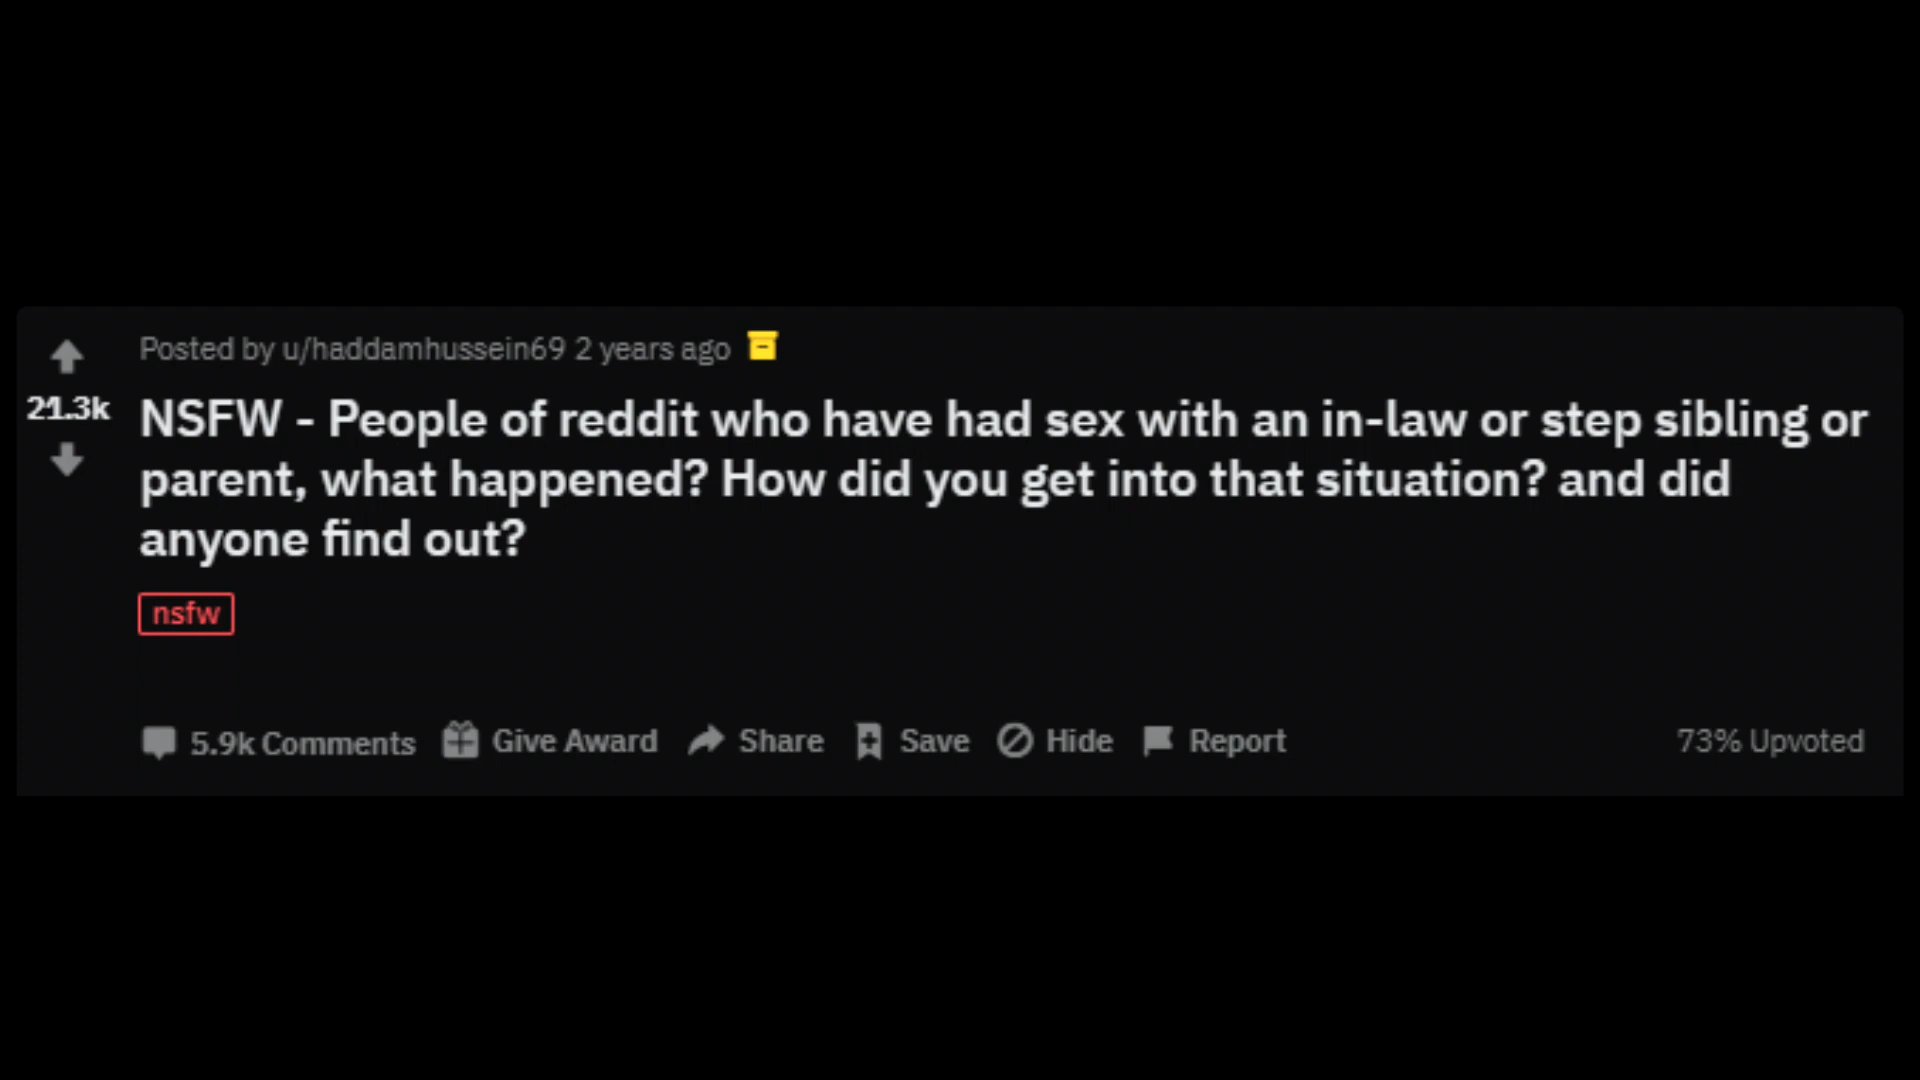 Posted by u/haddamhussein69 2 years ago
21.3k
NSFW - People of reddit who have had sex with an in-law or step sibling or
parent, what happened? How did you get into that situation? and did
anyone find out?
nsfw
5.9k Comments Give Award Share Save Hide Report 73% Upvoted